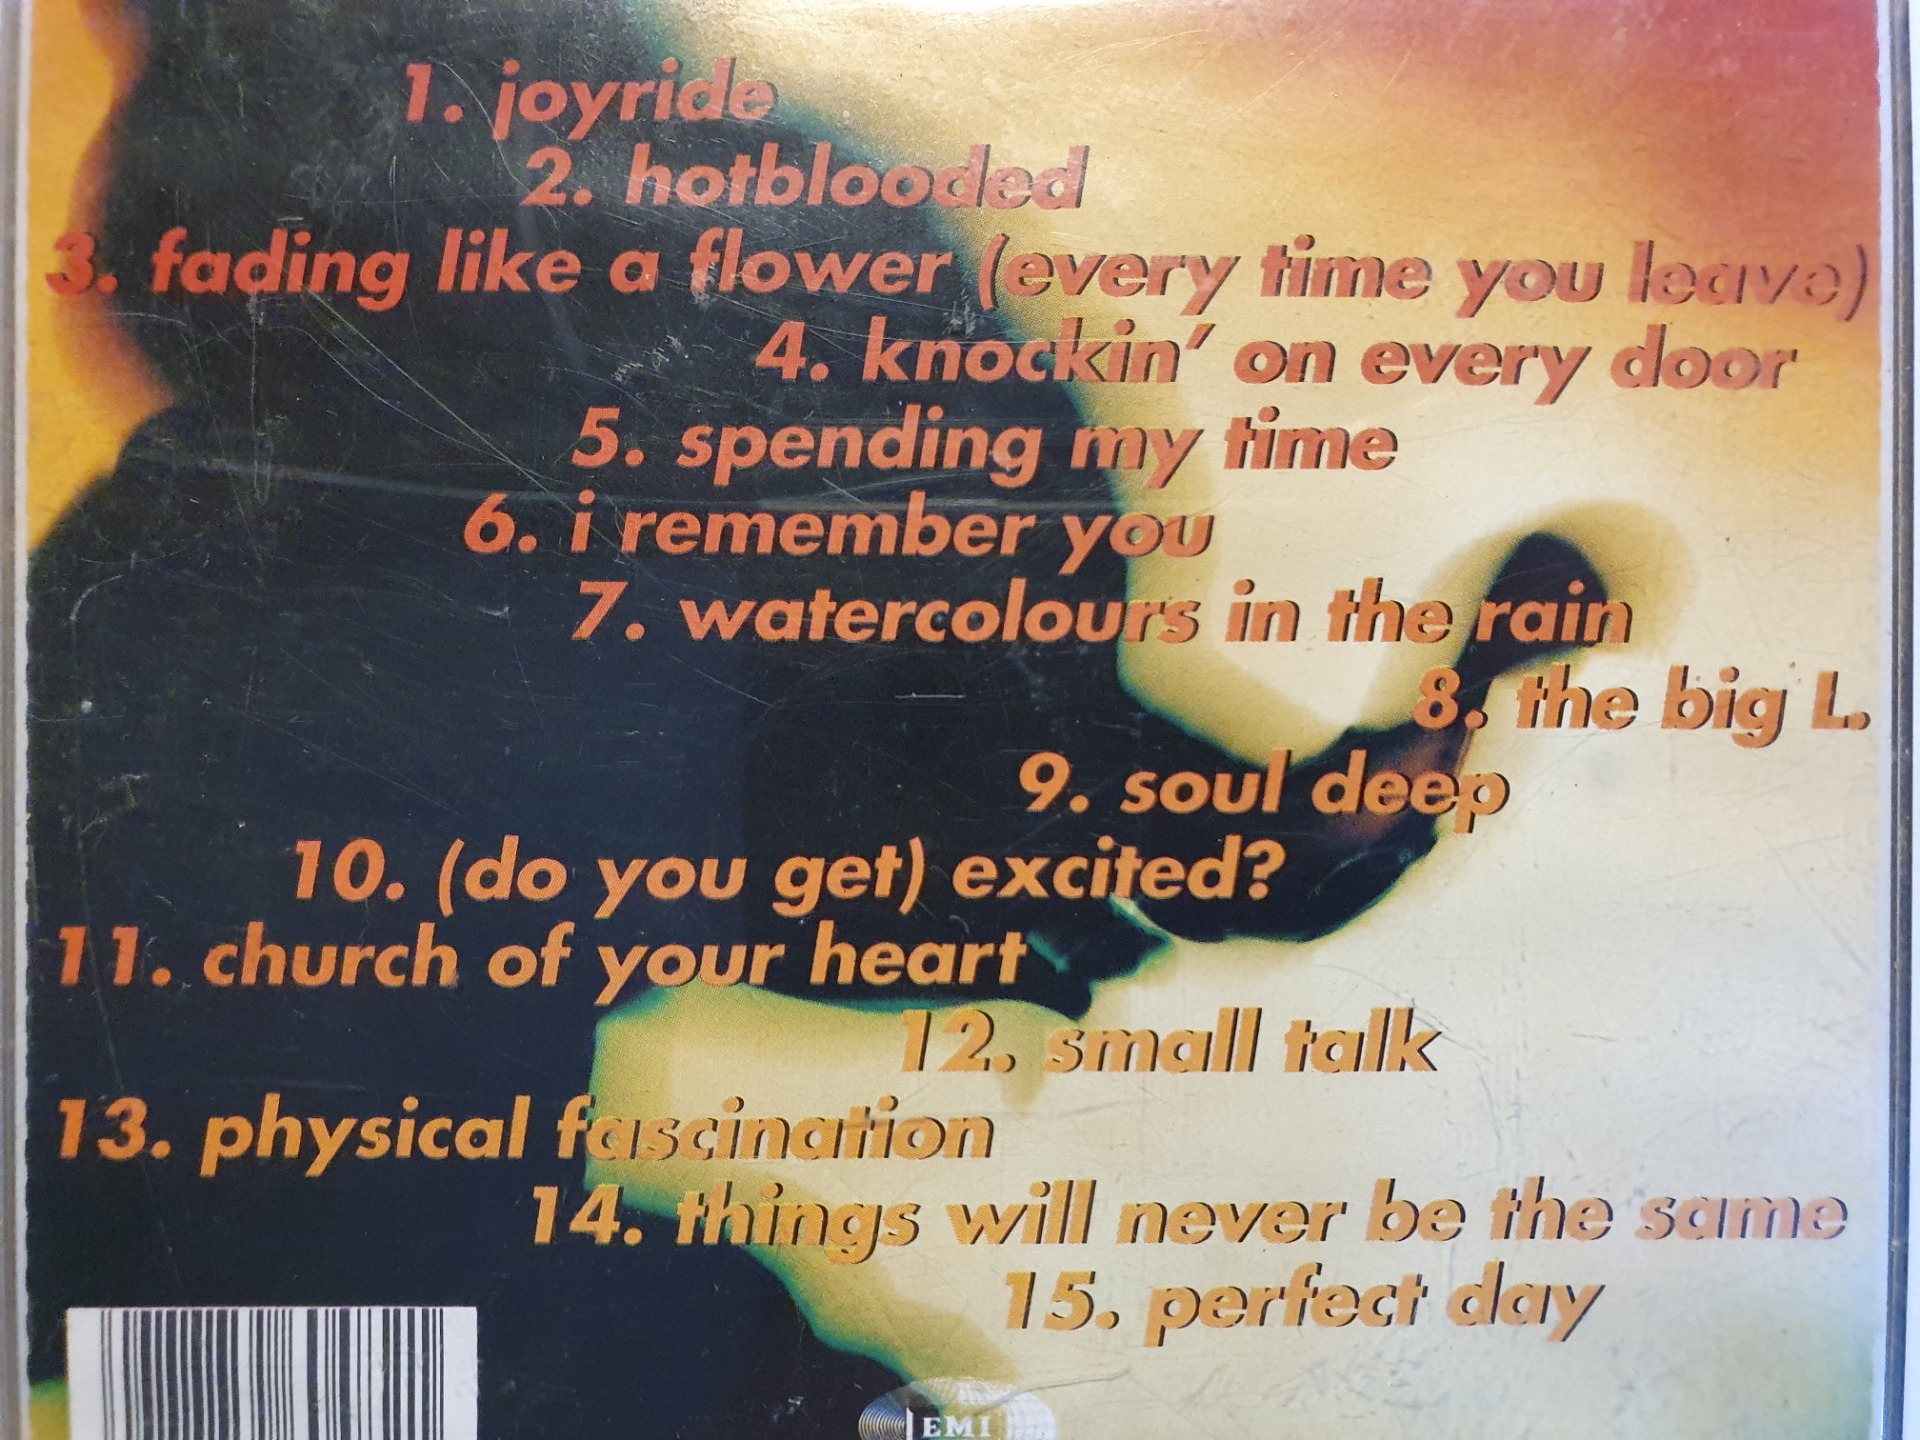 1. joyride
2. hotblooded
3. fading like a flower (every time you leave)
4. knockin' on every door
5. spending my time
6. i remember you
7. watercolours in the rain
8. the big L.
9. soul deep
10. (do you get) excited?
11. church of your heart
12. small talk
13. physical fascination
14. things will never be the same
15. perfect day
EMI